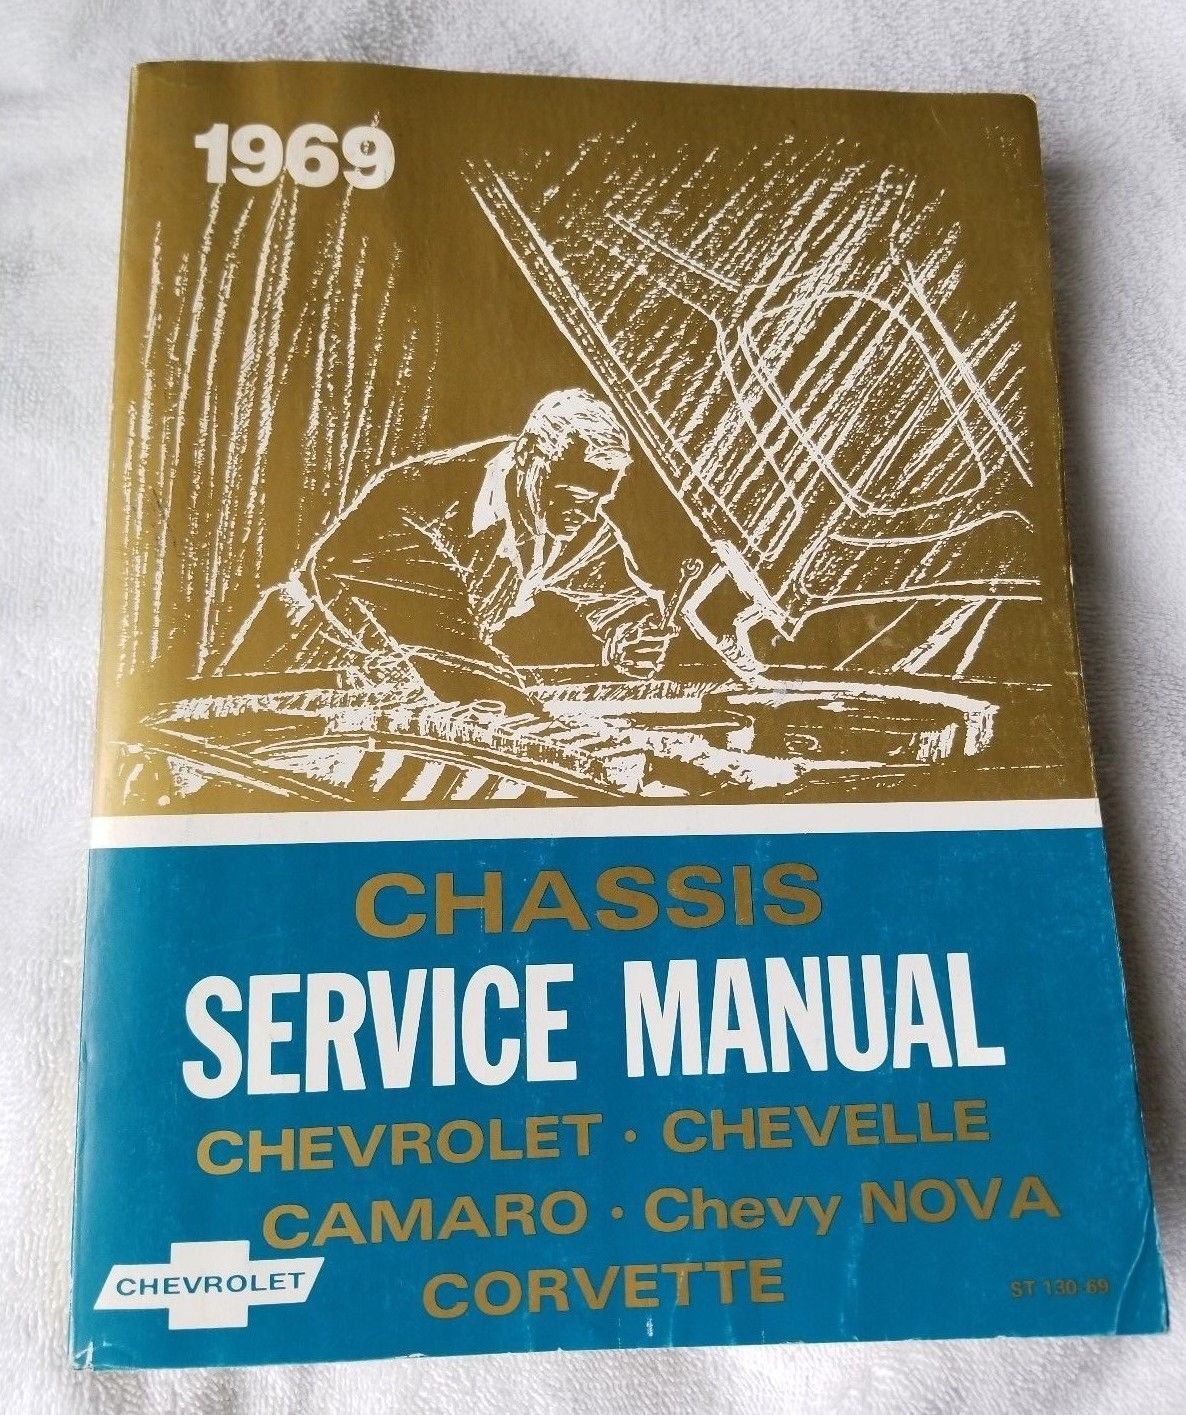 1969
CHASSIS
SERVICE MANUAL
CHEVROLET · CHEVELLE
CAMARO · Chevy NOVA
CORVETTE
CHEVROLET
ST 130-69